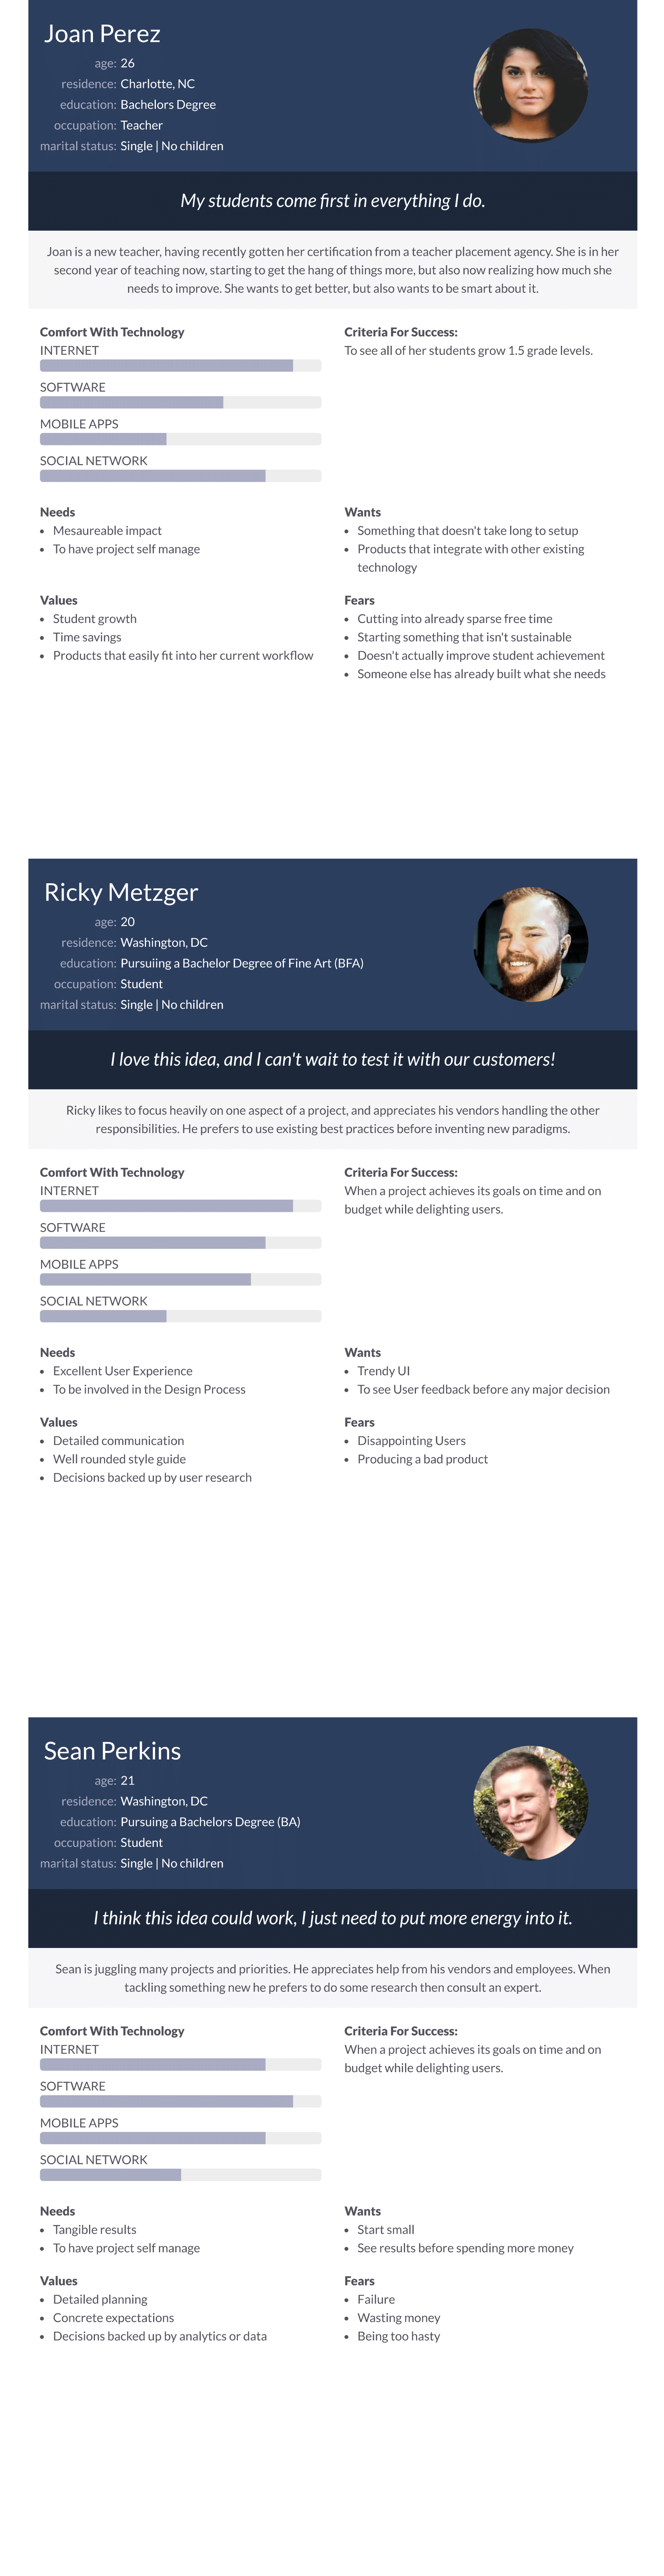 Joan Perez
age: 26
residence: Charlotte, NC
education: Bachelors Degree
occupation: Teacher
marital status: Single | No children
My students come first in everything I do.
Joan is a new teacher, having recently gotten her certification from a teacher placement agency. She is in her
second year of teaching now, starting to get the hang of things more, but also now realizing how much she
needs to improve. She wants to get better, but also wants to be smart about it.
Comfort With Technology
INTERNET
SOFTWARE
MOBILE APPS
SOCIAL NETWORK
Criteria For Success:
To see all of her students grow 1.5 grade levels.
Needs
• Mesaureable impact
• To have project self manage
Wants
• Something that doesn't take long to setup
• Products that integrate with other existing
technology
Values
• Student growth
• Time savings
• Products that easily fit into her current workflow
Fears
• Cutting into already sparse free time
• Starting something that isn't sustainable
• Doesn't actually improve student achievement
• Someone else has already built what she needs
Ricky Metzger
age: 20
residence: Washington, DC
education: Pursuiing a Bachelor Degree of Fine Art (BFA)
occupation: Student
marital status: Single | No children
I love this idea, and I can't wait to test it with our customers!
Ricky likes to focus heavily on one aspect of a project, and appreciates his vendors handling the other
responsibilities. He prefers to use existing best practices before inventing new paradigms.
Comfort With Technology
INTERNET
SOFTWARE
MOBILE APPS
SOCIAL NETWORK
Criteria For Success:
When a project achieves its goals on time and on
budget while delighting users.
Needs
• Excellent User Experience
• To be involved in the Design Process
Wants
• Trendy UI
• To see User feedback before any major decision
Values
• Detailed communication
• Well rounded style guide
• Decisions backed up by user research
Fears
• Disappointing Users
• Producing a bad product
Sean Perkins
age: 21
residence: Washington, DC
education: Pursuing a Bachelors Degree (BA)
occupation: Student
marital status: Single | No children
I think this idea could work, I just need to put more energy into it.
Sean is juggling many projects and priorities. He appreciates help from his vendors and employees. When
tackling something new he prefers to do some research then consult an expert.
Comfort With Technology
INTERNET
SOFTWARE
MOBILE APPS
SOCIAL NETWORK
Criteria For Success:
When a project achieves its goals on time and on
budget while delighting users.
Needs
• Tangible results
• To have project self manage
Wants
• Start small
• See results before spending more money
Values
• Detailed planning
• Concrete expectations
• Decisions backed up by analytics or data
Fears
• Failure
• Wasting money
• Being too hasty